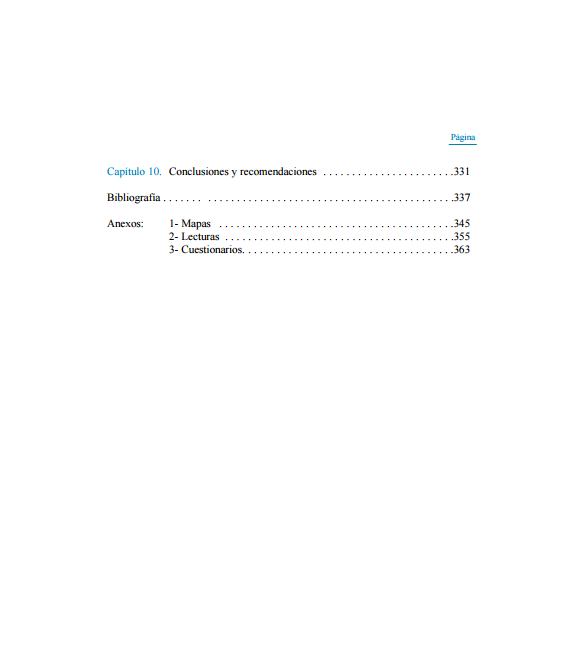 Página
Capítulo 10. Conclusiones y recomendaciones . . . . . . . . . . . . . . . . . . . . . . .331
Bibliografía . . . . . . . . . . . . . . . . . . . . . . . . . . . . . . . . . . . . . . . . . . . . . . . . . .337
Anexos: 1- Mapas . . . . . . . . . . . . . . . . . . . . . . . . . . . . . . . . . . . . . . . . .345
2- Lecturas . . . . . . . . . . . . . . . . . . . . . . . . . . . . . . . . . . . . . . . .355
3- Cuestionarios. . . . . . . . . . . . . . . . . . . . . . . . . . . . . . . . . . . . .363